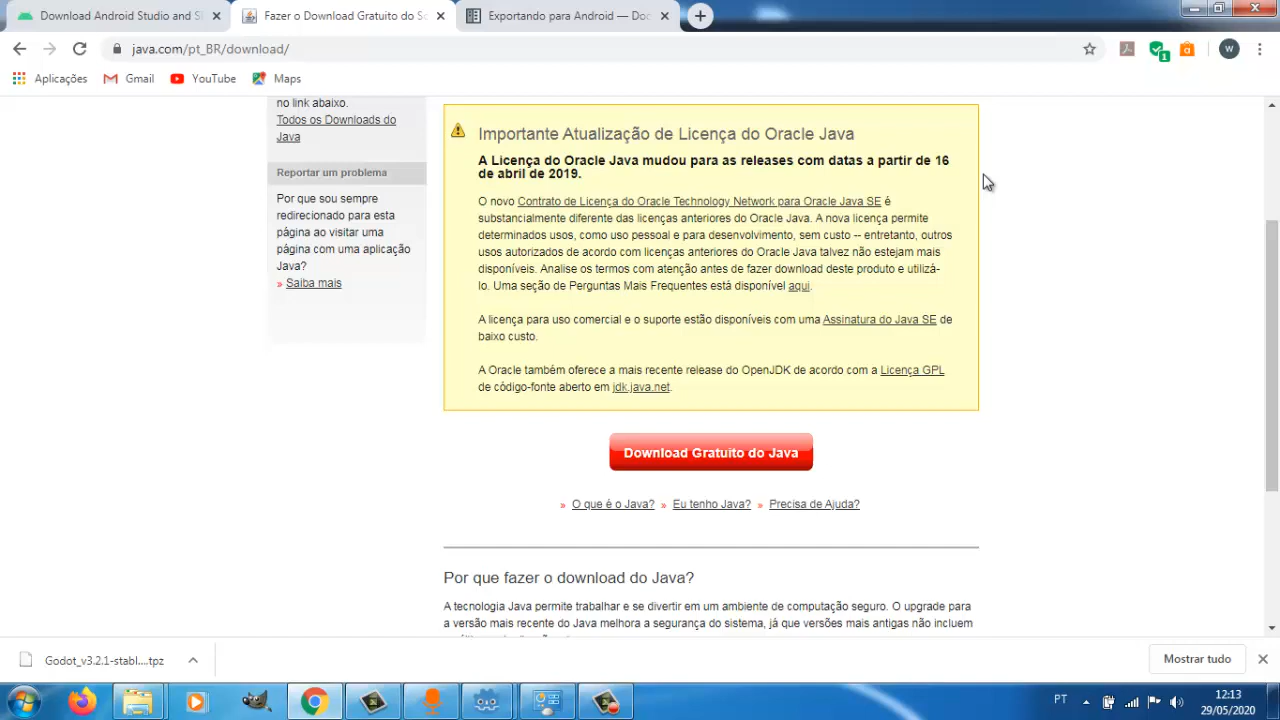 Download Android Studio and S
Fazer o Download Gratuito do So
Exportando para Android — Doc
java.com/pt_BR/download/
1
W
Aplicações
Gmail
YouTube
Maps
no link abaixo.
Todos os Downloads do
Java
Reportar um problema
Por que sou sempre
redirecionado para esta
página ao visitar uma
página com uma aplicação
Java?
» Saiba mais
Importante Atualização de Licença do Oracle Java
A Licença do Oracle Java mudou para as releases com datas a partir de 16
de abril de 2019.
O novo Contrato de Licença do Oracle Technology Network para Oracle Java SE é
substancialmente diferente das licenças anteriores do Oracle Java. A nova licença permite
determinados usos, como uso pessoal e para desenvolvimento, sem custo -- entretanto, outros
usos autorizados de acordo com licenças anteriores do Oracle Java talvez não estejam mais
disponíveis. Analise os termos com atenção antes de fazer download deste produto e utilizá-
lo. Uma seção de Perguntas Mais Frequentes está disponível aqui.
A licença para uso comercial e o suporte estão disponíveis com uma Assinatura do Java SE de
baixo custo.
A Oracle também oferece a mais recente release do OpenJDK de acordo com a Licença GPL
de código-fonte aberto em jdk.java.net.
Download Gratuito do Java
» O que é o Java? » Eu tenho Java? » Precisa de Ajuda?
Por que fazer o download do Java?
A tecnologia Java permite trabalhar e se divertir em um ambiente de computação seguro. O upgrade para
a versão mais recente do Java melhora a segurança do sistema, já que versões mais antigas não incluem
Godot_v3.2.1-stabl....tpz
Mostrar tudo
PT
12:13
29/05/2020